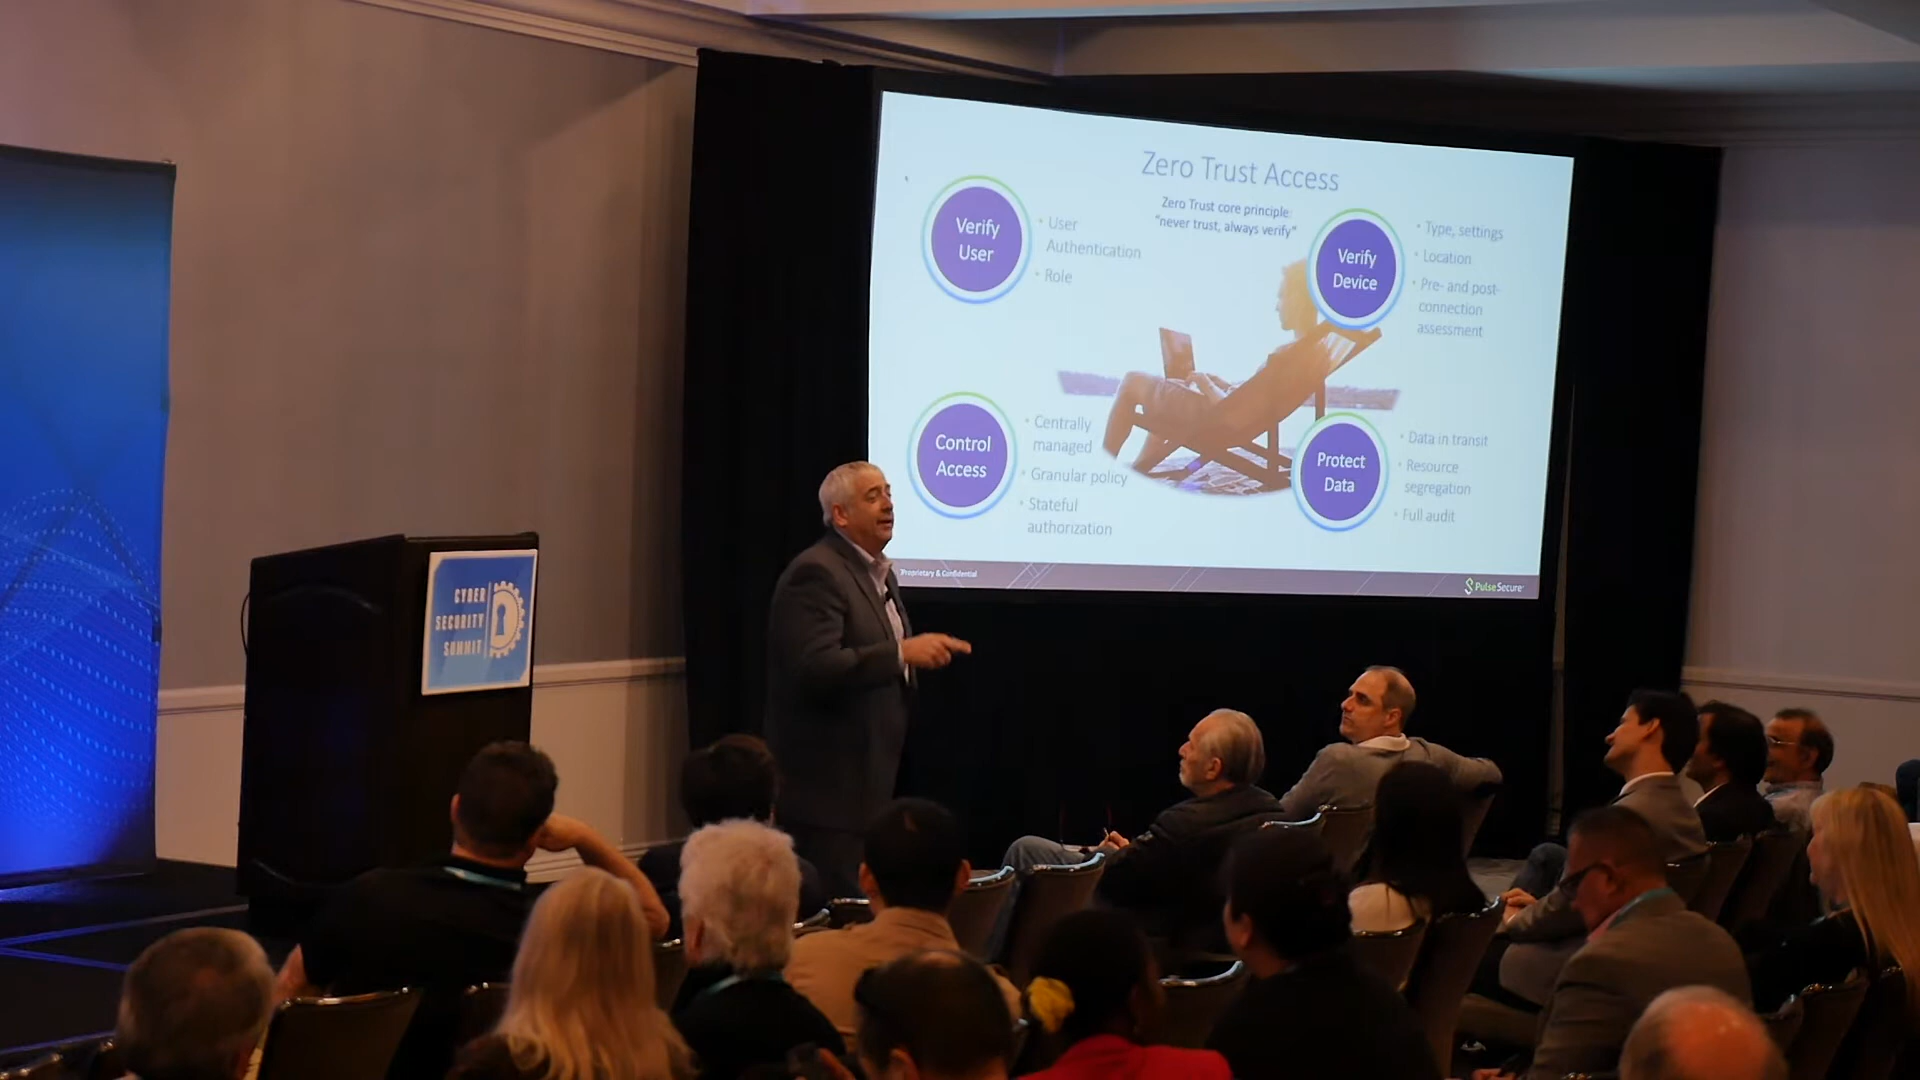 Zero Trust Access
Zero Trust core principle:
"never trust, always verify"
Verify
User
• User
Authentication
• Role
Verify
Device
• Type, settings
• Location
• Pre- and post-
connection
assessment
Control
Access
• Centrally
managed
• Granular policy
• Stateful
authorization
Protect
Data
• Data in transit
• Resource
segregation
• Full audit
Proprietary & Confidential
Pulse Secure
CYBER
SECURITY
SUMMIT